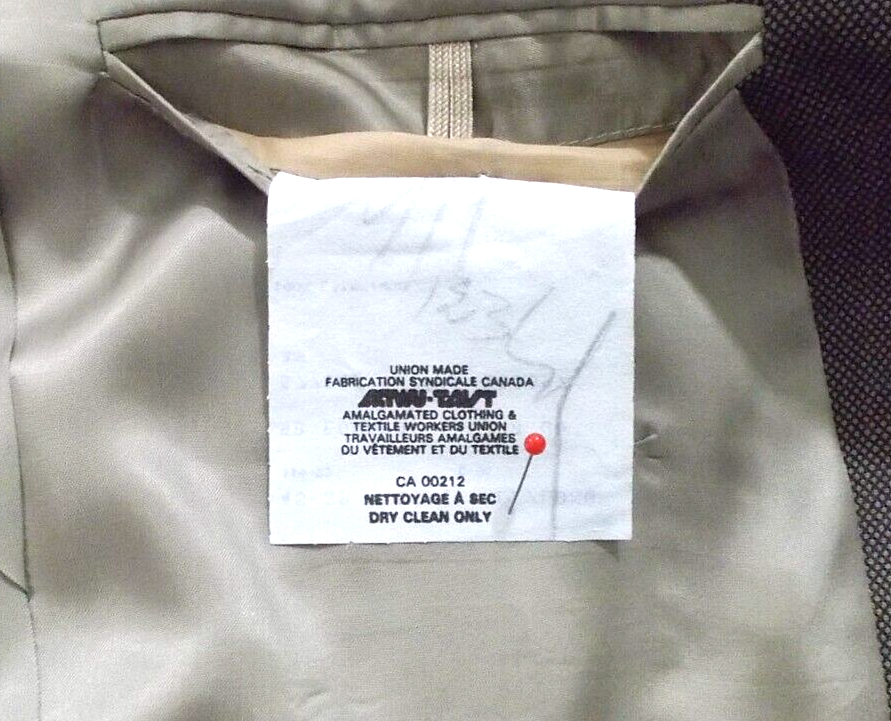 UNION MADE
FABRICATION SYNDICALE CANADA
ACTWU·TAVT
AMALGAMATED CLOTHING &
TEXTILE WORKERS UNION
TRAVAILLEURS AMALGAMES
DU VÊTEMENT ET DU TEXTILE
CA 00212
NETTOYAGE À SEC
DRY CLEAN ONLY